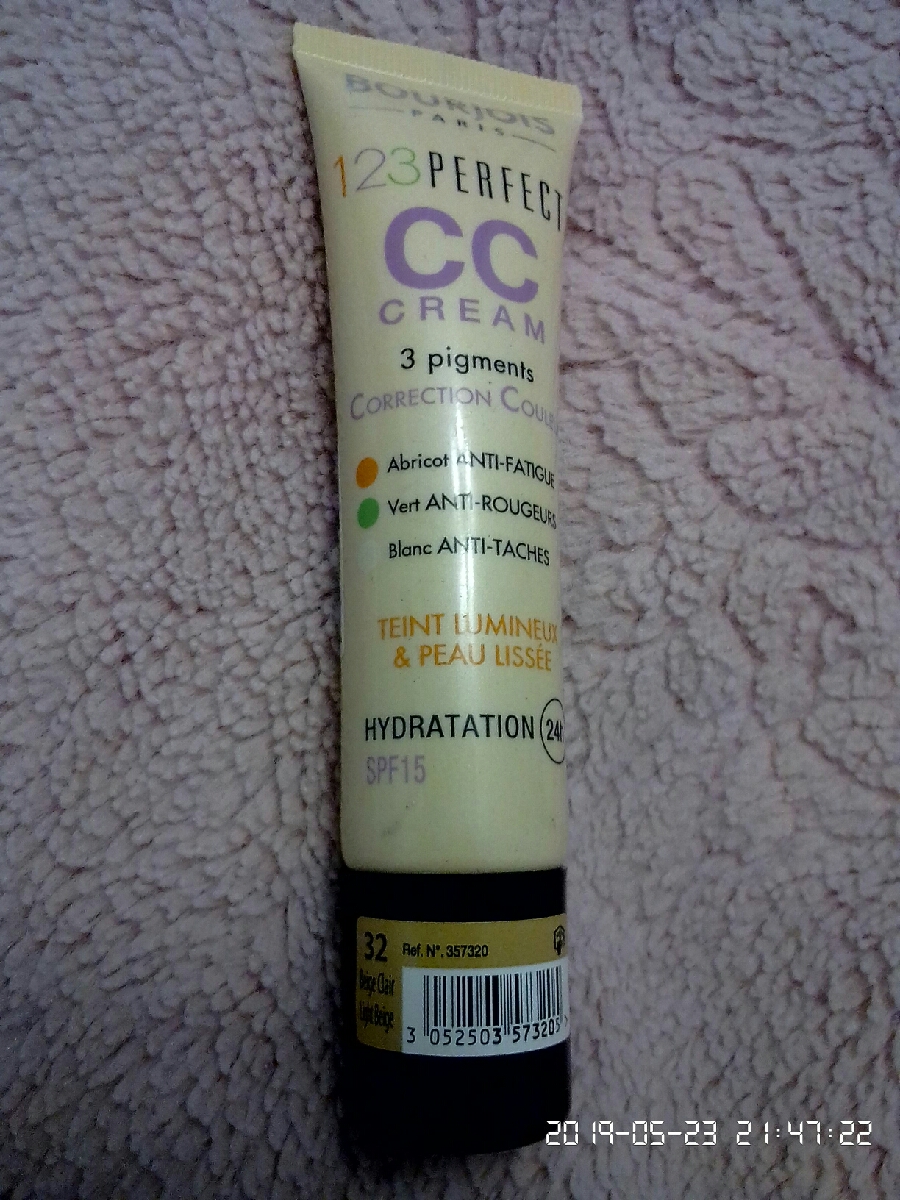 BOURJOIS
PARIS
123 PERFECT
CC
CREAM
3 pigments
CORRECTION
Abricot ANTI-FATIGUE
Vert ANTI-ROUGEURS
Blanc ANTI-TACHES
TEINT LUMINEUX
& PEAU LISSÉE
HYDRATATION 24H
SPF15
32 Ref. N°. 357320
Beige Clair
Light Beige
3 052503 573205 >
2019-05-23 21:47:22